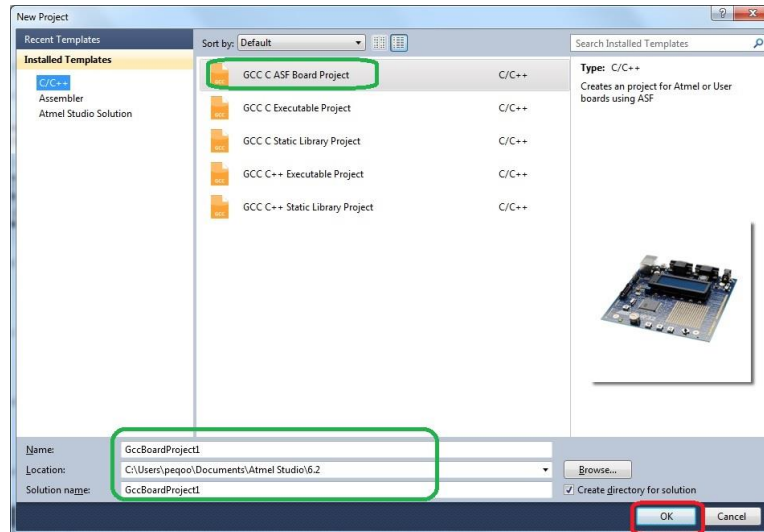 New Project
Recent Templates
Installed Templates
C/C++
Assembler
Atmel Studio Solution
Sort by: Default
Search Installed Templates
GCC C ASF Board Project C/C++
GCC C Executable Project C/C++
GCC C Static Library Project C/C++
GCC C++ Executable Project C/C++
GCC C++ Static Library Project C/C++
Type: C/C++
Creates an project for Atmel or User
boards using ASF
Name: GccBoardProject1
Location: C:\Users\peqoo\Documents\Atmel Studio\6.2 Browse...
Solution name: GccBoardProject1 Create directory for solution
OK Cancel